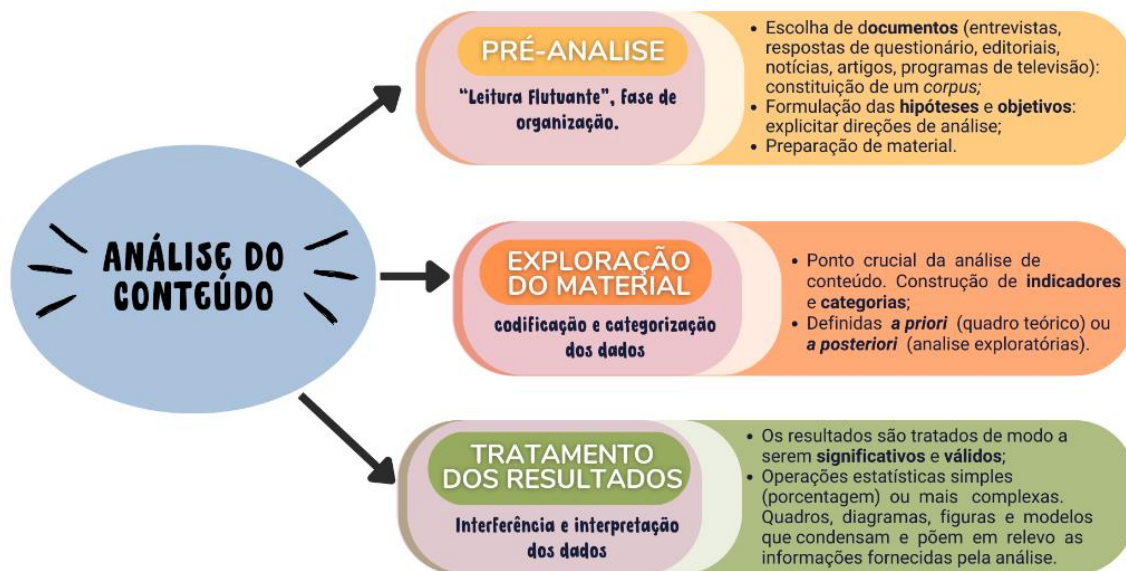 ANÁLISE DO
CONTEÚDO
PRÉ-ANALISE
"Leitura Flutuante", fase de
organização.
• Escolha de documentos (entrevistas,
respostas de questionário, editoriais,
notícias, artigos, programas de televisão):
constituição de um corpus;
• Formulação das hipóteses e objetivos:
explicitar direções de análise;
• Preparação de material.
EXPLORAÇÃO
DO MATERIAL
codificação e categorização
dos dados
• Ponto crucial da análise de
conteúdo. Construção de indicadores
e categorias;
• Definidas a priori (quadro teórico) ou
a posteriori (analise exploratórias).
TRATAMENTO
DOS RESULTADOS
Interferência e interpretação
dos dados
• Os resultados são tratados de modo a
serem significativos e válidos;
• Operações estatísticas simples
(porcentagem) ou mais complexas.
Quadros, diagramas, figuras e modelos
que condensam e põem em relevo as
informações fornecidas pela análise.